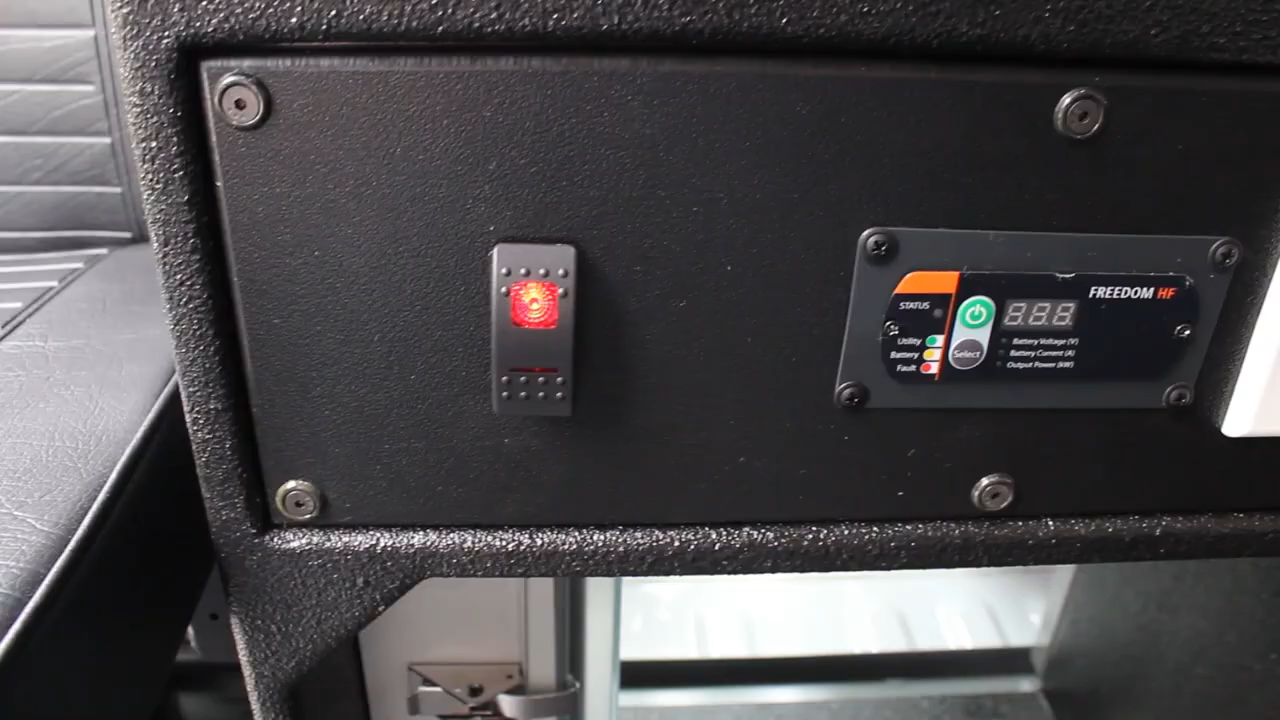 FREEDOM HF
STATUS
Utility
Battery
Fault
Select
Battery Voltage (V)
Battery Current (A)
Output Power (kW)